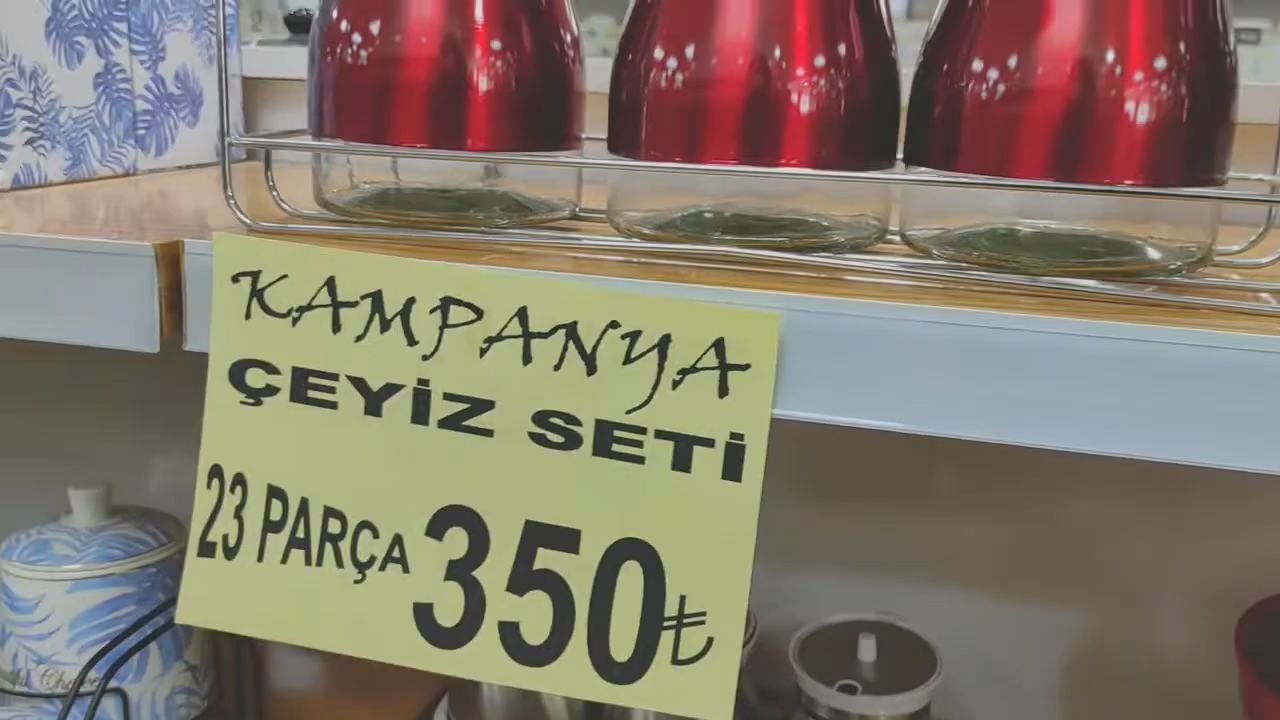 KAMPANYA
ÇEYİZ SETİ
23 PARÇA 350₺